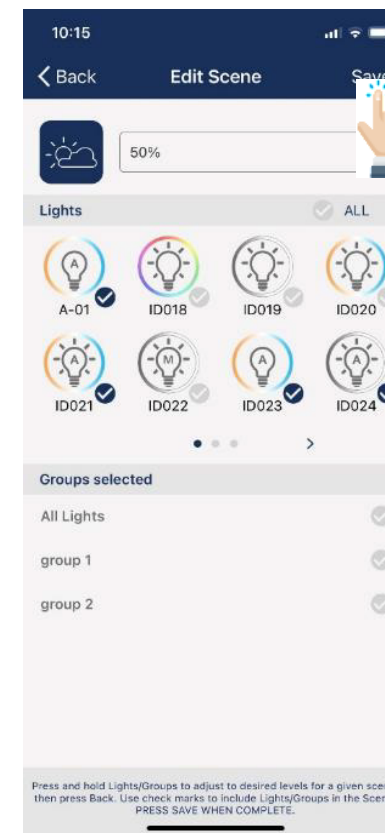 10:15
Back Edit Scene Save
50%
Lights ALL
A A-01 ID018 ID019 ID020
A ID021 M ID022 A ID023 A ID024
Groups selected
All Lights
group 1
group 2
Press and hold Lights/Groups to adjust to desired levels for a given
then press Back. Use check marks to include Lights/Groups in the
PRESS SAVE WHEN COMPLETE.